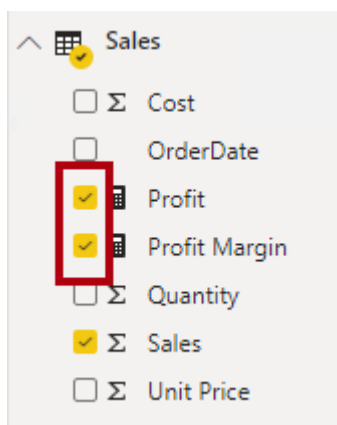 Sales
Σ Cost
OrderDate
Profit
Profit Margin
Σ Quantity
Σ Sales
Σ Unit Price